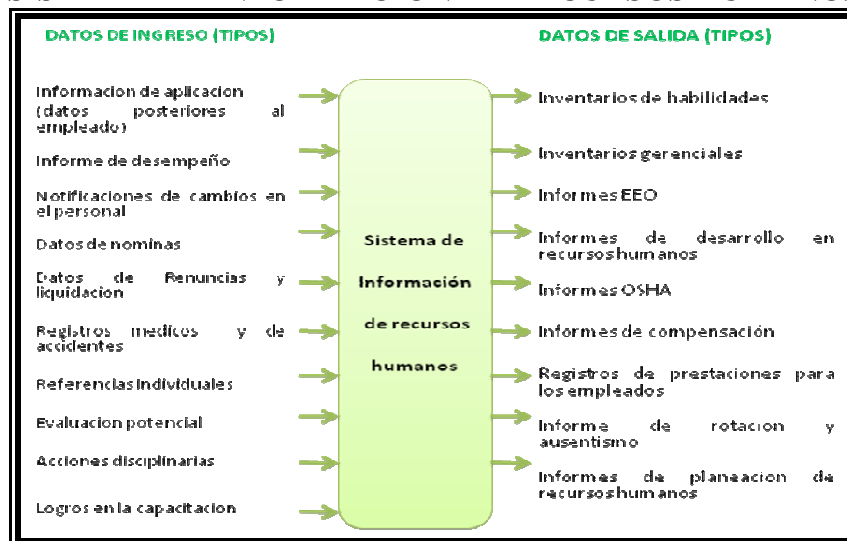 DATOS DE INGRESO (TIPOS)
Informacion de aplicacion
(datos posteriores al
empleado)
Informe de desempeño
Notificaciones de cambios en
el personal
Datos de nominas
Datos de Renuncias y
liquidacion
Registros medicos y de
accidentes
Referencias Individuales
Evaluacion potencial
Acciones disciplinarias
Logros en la capacitacion
Sistema de
Información
de recursos
humanos
DATOS DE SALIDA (TIPOS)
Inventarios de habilidades
Inventarios gerenciales
Informes EEO
Informes de desarrollo en
recursos humanos
Informes OSHA
Informes de compensación
Registros de prestaciones para
los empleados
Informe de rotacion y
ausentismo
Informes de planeacion de
recursos humanos